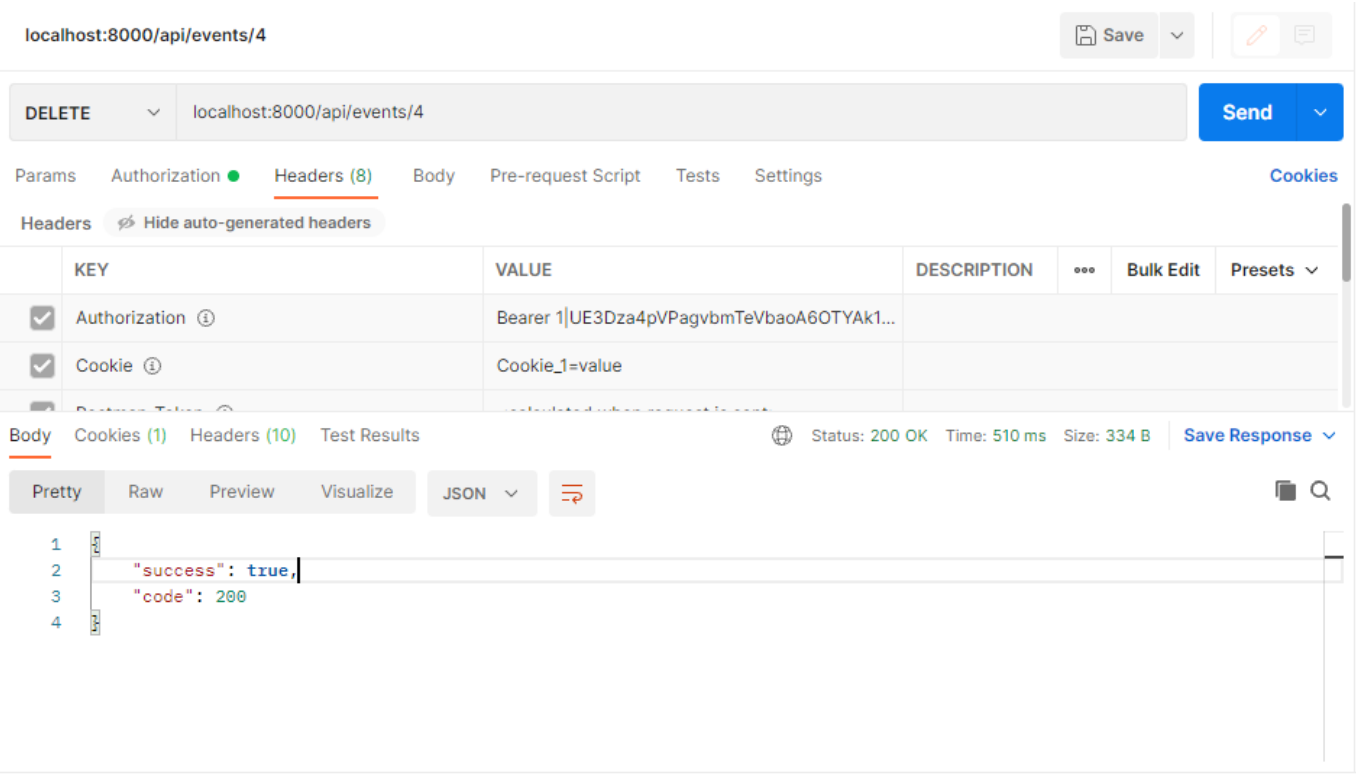 localhost:8000/api/events/4 Save
DELETE localhost:8000/api/events/4 Send
Params Authorization Headers (8) Body Pre-request Script Tests Settings Cookies
Headers Hide auto-generated headers
KEY VALUE DESCRIPTION ooo Bulk Edit Presets
Authorization Bearer 1|UE3Dza4pVPagvbmTeVbaoA6OTYAk1...
Cookie Cookie_1=value
Body Cookies (1) Headers (10) Test Results Status: 200 OK Time: 510 ms Size: 334 B Save Response
Pretty Raw Preview Visualize JSON
1 {
2 "success": true,
3 "code": 200
4 }